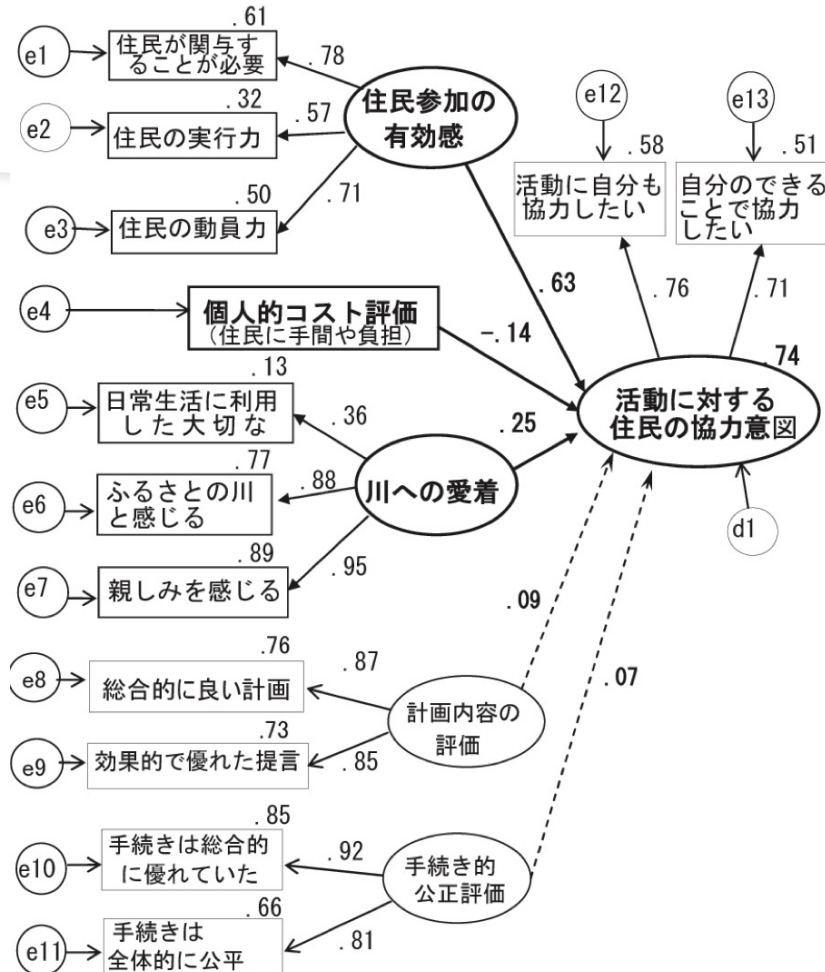 .61
e1
住民が関与す
ることが必要
.78
.32
e2
住民の実行力
.57
.50
e3
住民の動員力
.71
住民参加の
有効感
e12
e13
.58
.51
活動に自分も
協力したい
自分のできる
ことで協力
したい
.76
.71
.63
e4
個人的コスト評価
(住民に手間や負担)
-.14
.74
活動に対する
住民の協力意図
d1
.13
e5
日常生活に利用
した大切な
.36
.25
.77
e6
ふるさとの川
と感じる
.88
川への愛着
.89
e7
親しみを感じる
.95
.09
.07
.76
e8
総合的に良い計画
.87
計画内容の
評価
.73
e9
効果的で優れた提言
.85
.85
e10
手続きは総合的
に優れていた
.92
手続き的
公正評価
.66
e11
手続きは
全体的に公平
.81